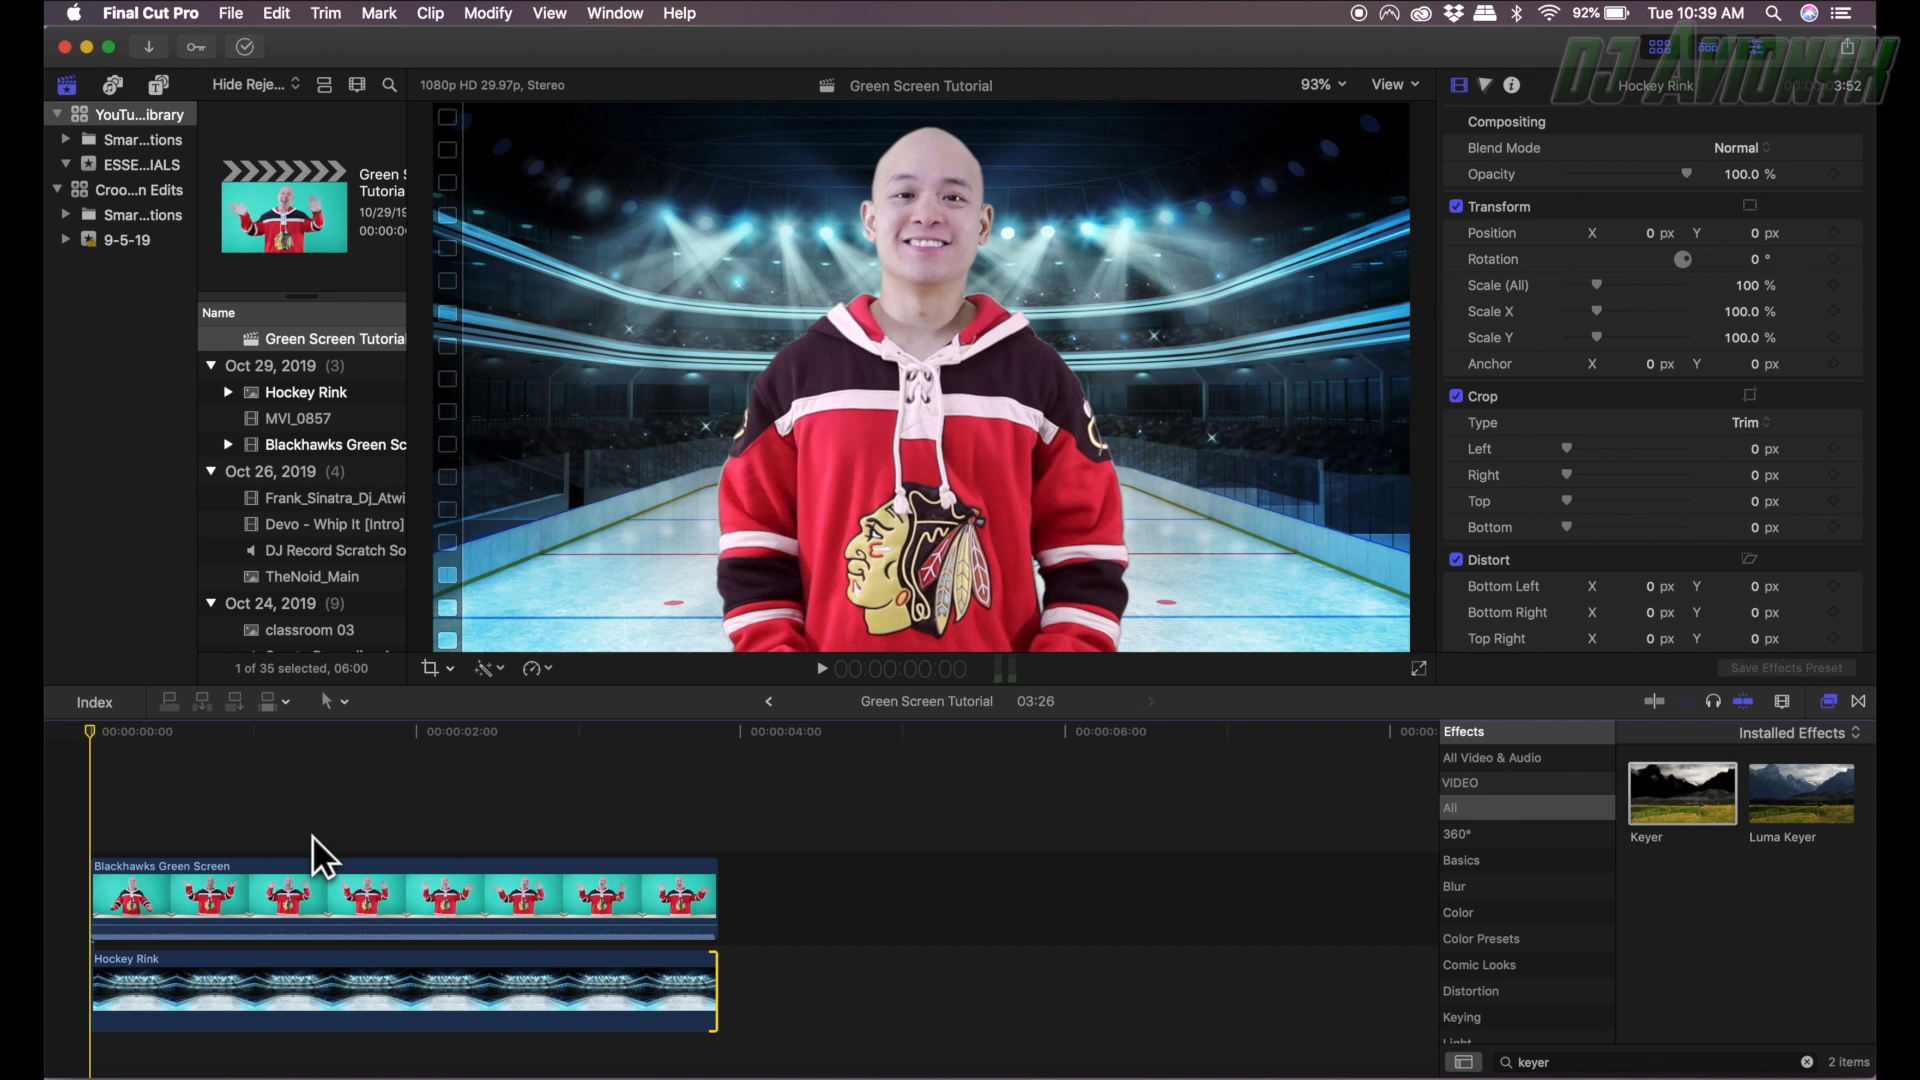 Final Cut Pro File Edit Trim Mark Clip Modify View Window Help 92% Tue 10:39 AM
DJ AVIONYX
Hide Reje...
1080p HD 29.97p, Stereo
Green Screen Tutorial
93%
View
Hockey Rink
3:52
YouTu...ibrary
Smar...tions
ESSE...IALS
Croo...n Edits
Smar...tions
9-5-19
Green S
Tutoria
10/29/19
00:00:0
Name
Green Screen Tutorial
Oct 29, 2019 (3)
Hockey Rink
MVI_0857
Blackhawks Green Sc
Oct 26, 2019 (4)
Frank_Sinatra_Dj_Atwi
Devo - Whip It [Intro]
DJ Record Scratch So
TheNoid_Main
Oct 24, 2019 (9)
classroom 03
1 of 35 selected, 06:00
00:00:00:00
Compositing
Blend Mode Normal
Opacity 100.0 %
Transform
Position X 0 px Y 0 px
Rotation 0 °
Scale (All) 100 %
Scale X 100.0 %
Scale Y 100.0 %
Anchor X 0 px Y 0 px
Crop
Type Trim
Left 0 px
Right 0 px
Top 0 px
Bottom 0 px
Distort
Bottom Left X 0 px Y 0 px
Bottom Right X 0 px Y 0 px
Top Right X 0 px Y 0 px
Save Effects Preset
Index
Green Screen Tutorial 03:26
00:00:00:00 00:00:02:00 00:00:04:00 00:00:06:00 00:00:
Blackhawks Green Screen
Hockey Rink
Effects
Installed Effects
All Video & Audio
VIDEO
All
360°
Basics
Blur
Color
Color Presets
Comic Looks
Distortion
Keying
Light
Keyer
Luma Keyer
keyer
2 items